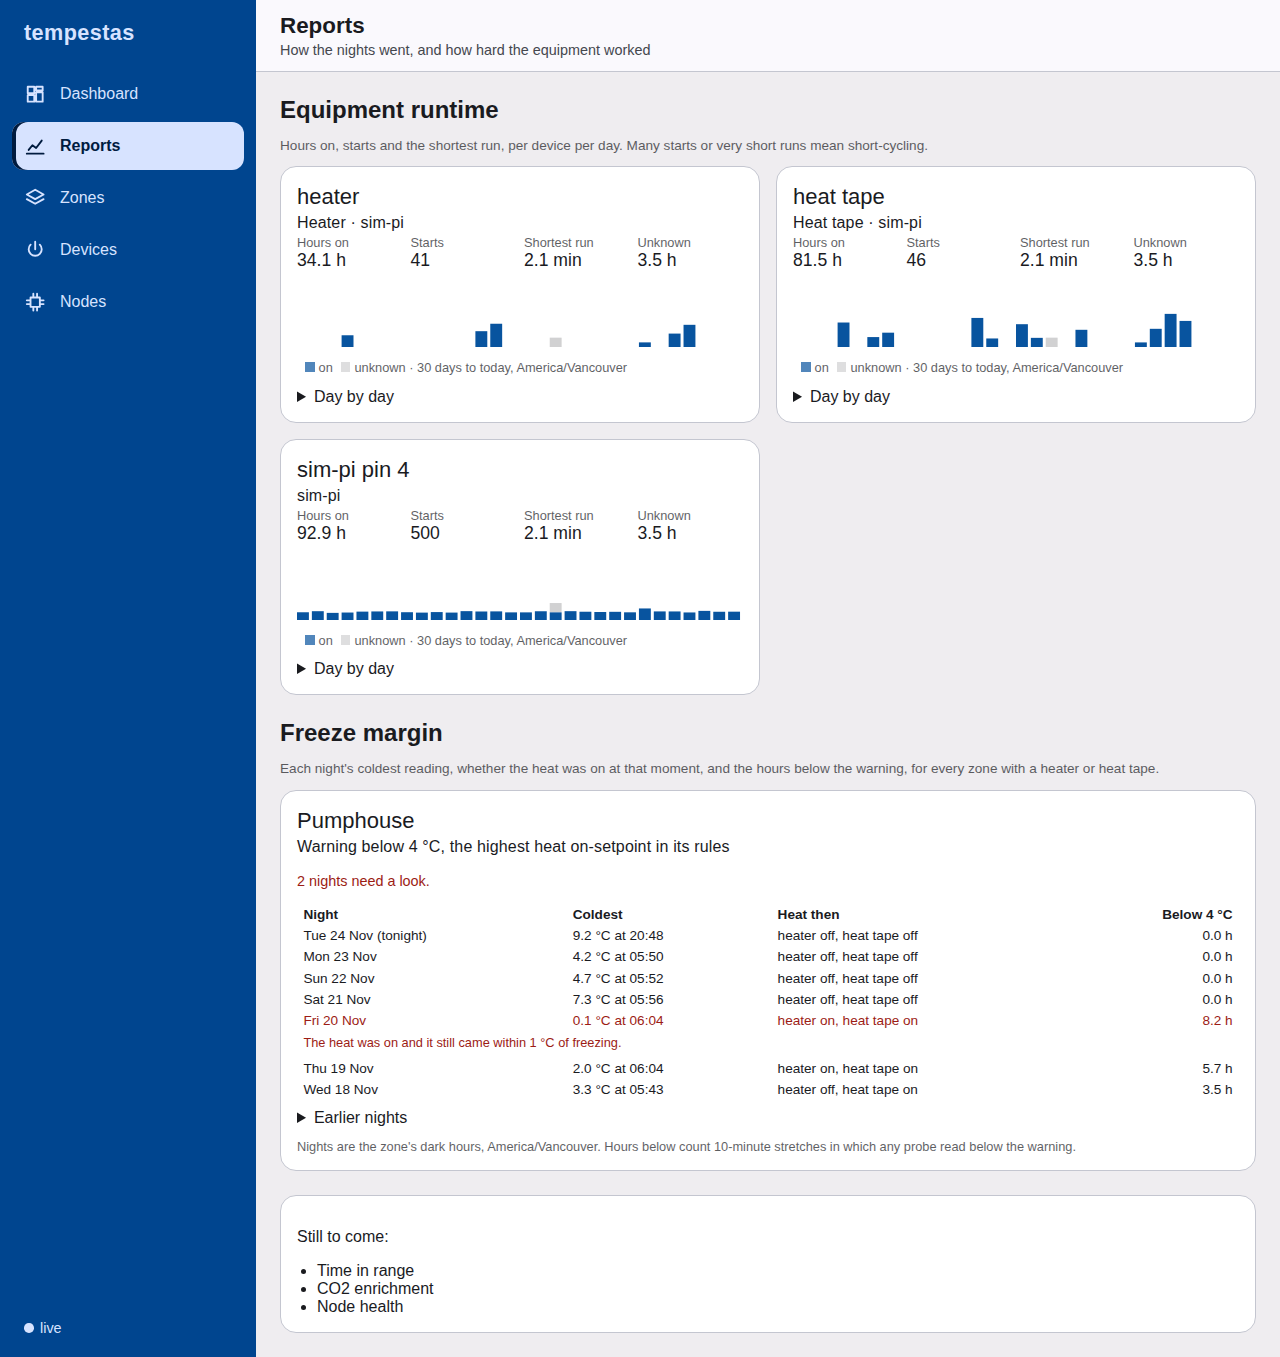 tempestas
Dashboard
Reports
Zones
Devices
Nodes
live
Reports
How the nights went, and how hard the equipment worked
Equipment runtime
Hours on, starts and the shortest run, per device per day. Many starts or very short runs mean short-cycling.
heater
Heater · sim-pi
Hours on Starts Shortest run Unknown
34.1 h 41 2.1 min 3.5 h
on unknown · 30 days to today, America/Vancouver
Day by day
heat tape
Heat tape · sim-pi
Hours on Starts Shortest run Unknown
81.5 h 46 2.1 min 3.5 h
on unknown · 30 days to today, America/Vancouver
Day by day
sim-pi pin 4
sim-pi
Hours on Starts Shortest run Unknown
92.9 h 500 2.1 min 3.5 h
on unknown · 30 days to today, America/Vancouver
Day by day
Freeze margin
Each night's coldest reading, whether the heat was on at that moment, and the hours below the warning, for every zone with a heater or heat tape.
Pumphouse
Warning below 4 °C, the highest heat on-setpoint in its rules
2 nights need a look.
Night Coldest Heat then Below 4 °C
Tue 24 Nov (tonight) 9.2 °C at 20:48 heater off, heat tape off 0.0 h
Mon 23 Nov 4.2 °C at 05:50 heater off, heat tape off 0.0 h
Sun 22 Nov 4.7 °C at 05:52 heater off, heat tape off 0.0 h
Sat 21 Nov 7.3 °C at 05:56 heater off, heat tape off 0.0 h
Fri 20 Nov 0.1 °C at 06:04 heater on, heat tape on 8.2 h
The heat was on and it still came within 1 °C of freezing.
Thu 19 Nov 2.0 °C at 06:04 heater on, heat tape on 5.7 h
Wed 18 Nov 3.3 °C at 05:43 heater off, heat tape on 3.5 h
Earlier nights
Nights are the zone's dark hours, America/Vancouver. Hours below count 10-minute stretches in which any probe read below the warning.
Still to come:
• Time in range
• CO2 enrichment
• Node health